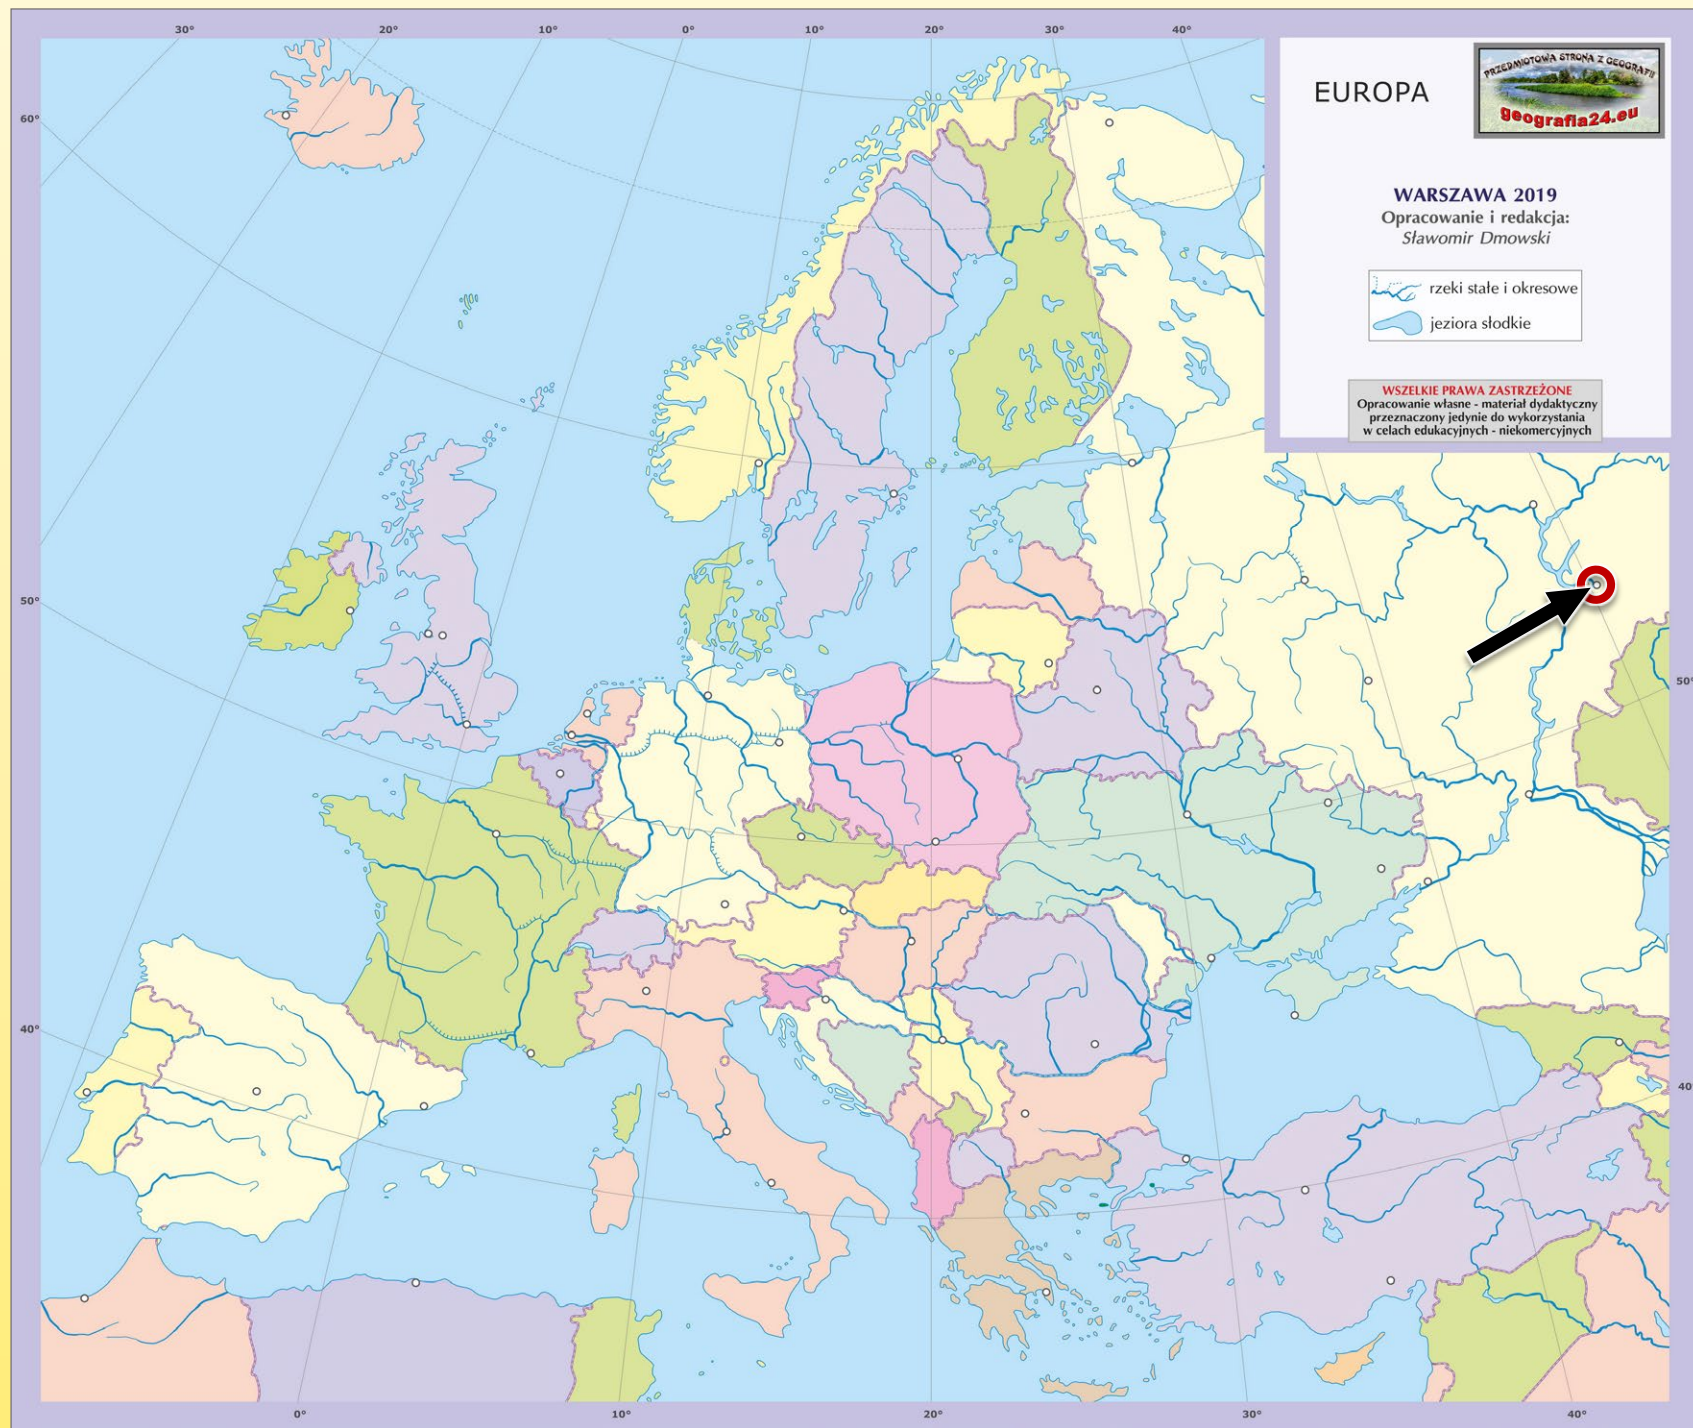 30°
20°
10°
0°
10°
20°
30°
40°
PRZEDMIOTOWA STRONA Z GEOGRAFII
geografia24.eu
EUROPA
60°
WARSZAWA 2019
Opracowanie i redakcja:
Sławomir Dmowski
rzeki stałe i okresowe
jeziora słodkie
WSZELKIE PRAWA ZASTRZEŻONE
Opracowanie własne - materiał dydaktyczny
przeznaczony jedynie do wykorzystania
w celach edukacyjnych - niekomercyjnych
50°
50°
40°
40°
0°
10°
20°
30°
40°